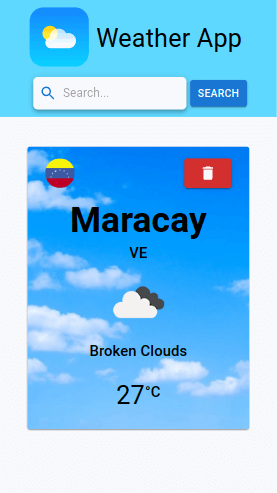 Weather App
Search...
SEARCH
Maracay
VE
Broken Clouds
27°C